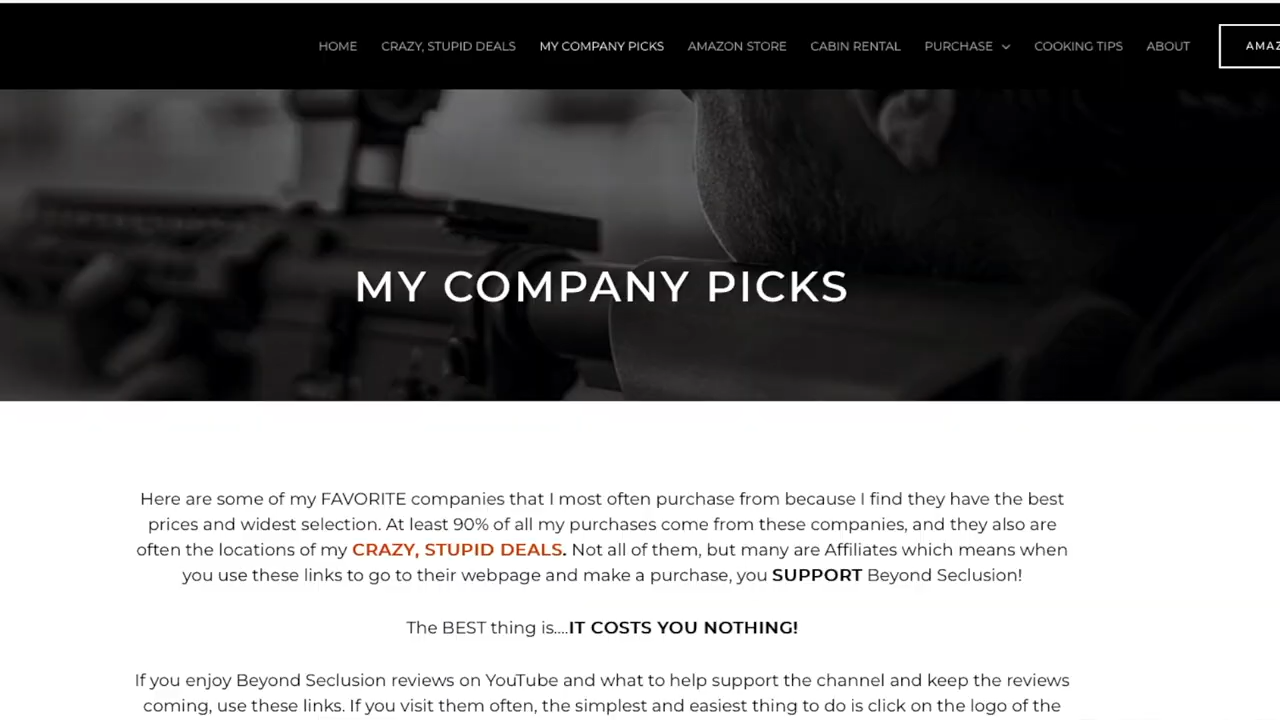 HOME CRAZY, STUPID DEALS MY COMPANY PICKS AMAZON STORE CABIN RENTAL PURCHASE COOKING TIPS ABOUT
MY COMPANY PICKS
Here are some of my FAVORITE companies that I most often purchase from because I find they have the best
prices and widest selection. At least 90% of all my purchases come from these companies, and they also are
often the locations of my CRAZY, STUPID DEALS. Not all of them, but many are Affiliates which means when
you use these links to go to their webpage and make a purchase, you SUPPORT Beyond Seclusion!
The BEST thing is....IT COSTS YOU NOTHING!
If you enjoy Beyond Seclusion reviews on YouTube and what to help support the channel and keep the reviews
coming, use these links. If you visit them often, the simplest and easiest thing to do is click on the logo of the